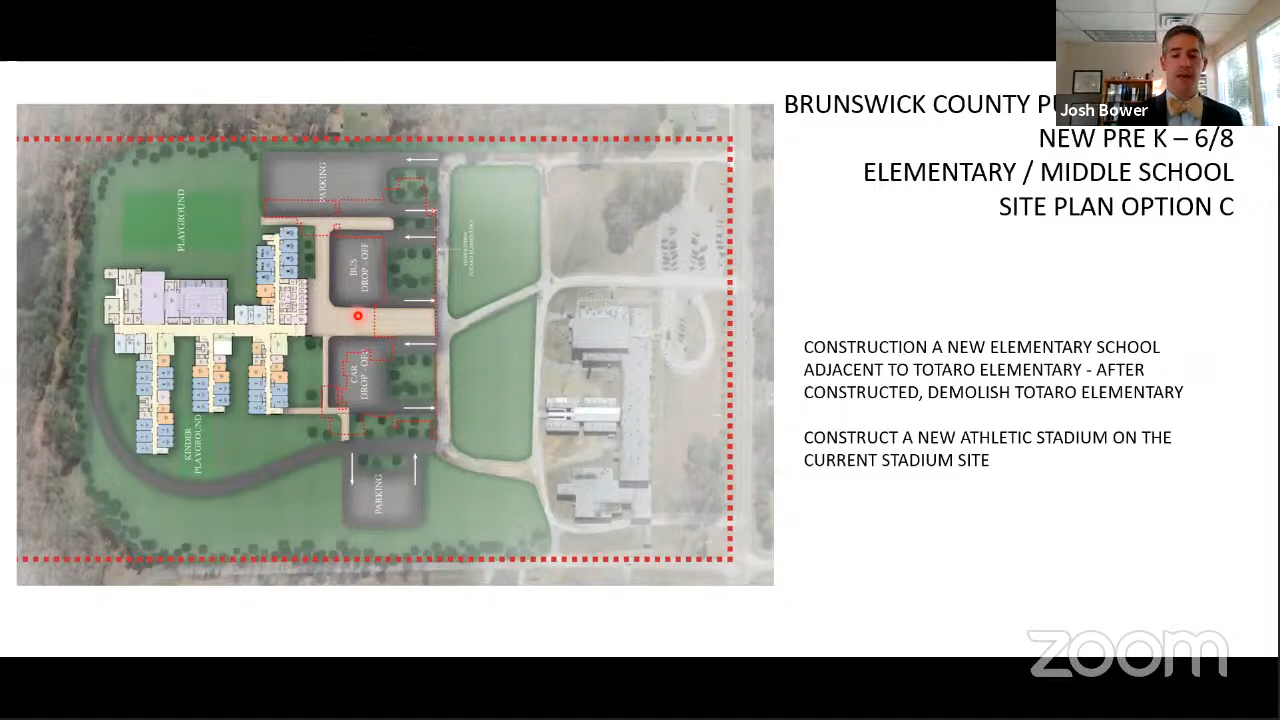 BRUNSWICK COUNTY
Josh Bower
NEW PRE K – 6/8
ELEMENTARY / MIDDLE SCHOOL
SITE PLAN OPTION C
PLAYGROUND
PARKING
BUS
DROP - OFF
CAR
DROP - OFF
KINDER
PLAYGROUND
PARKING
CONSTRUCTION A NEW ELEMENTARY SCHOOL
ADJACENT TO TOTARO ELEMENTARY - AFTER
CONSTRUCTED, DEMOLISH TOTARO ELEMENTARY
CONSTRUCT A NEW ATHLETIC STADIUM ON THE
CURRENT STADIUM SITE
zoom